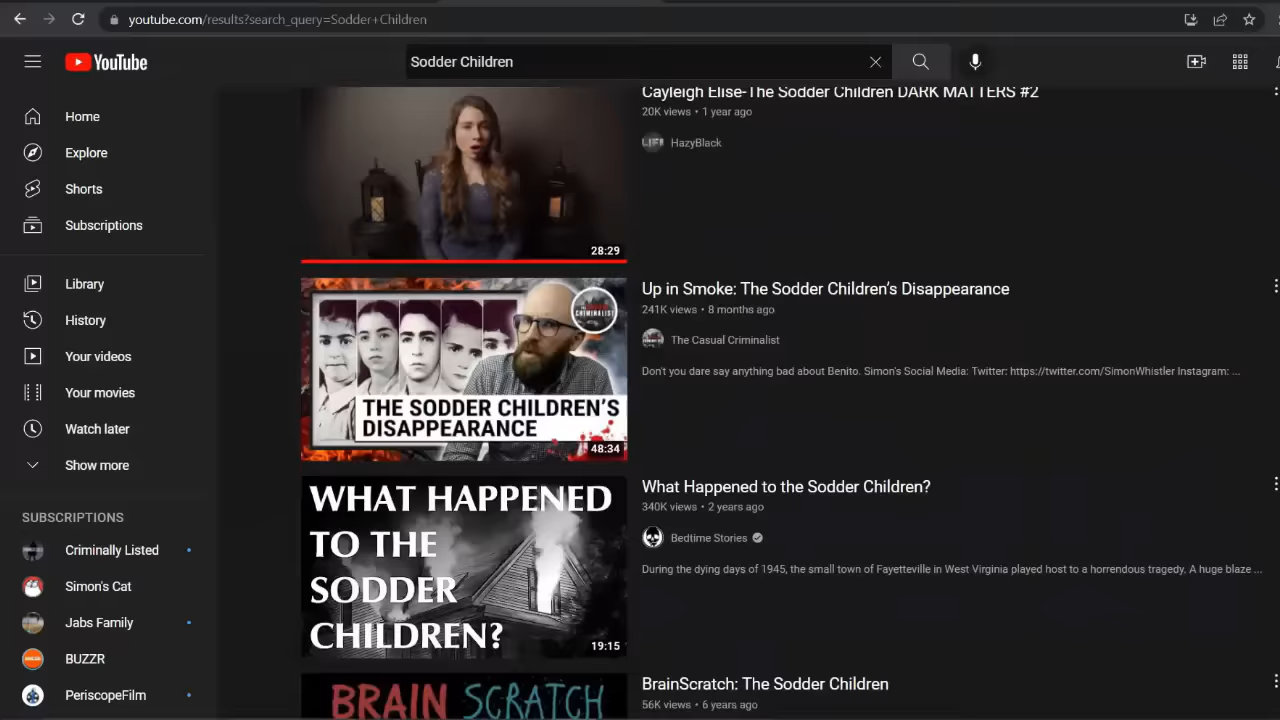 youtube.com/results?search_query=Sodder+Children
YouTube
Sodder Children
Home
Explore
Shorts
Subscriptions
Library
History
Your videos
Your movies
Watch later
Show more
SUBSCRIPTIONS
Criminally Listed
Simon's Cat
Jabs Family
BUZZR
PeriscopeFilm
28:29
Cayleigh Elise-The Sodder Children DARK MATTERS #2
20K views • 1 year ago
HazyBlack
CRIMINALIST
THE SODDER CHILDREN'S
DISAPPEARANCE
48:34
Up in Smoke: The Sodder Children's Disappearance
241K views • 8 months ago
The Casual Criminalist
Don't you dare say anything bad about Benito. Simon's Social Media: Twitter: https://twitter.com/SimonWhistler Instagram: ...
WHAT HAPPENED
TO THE
SODDER
CHILDREN?
19:15
What Happened to the Sodder Children?
340K views • 2 years ago
Bedtime Stories
During the dying days of 1945, the small town of Fayetteville in West Virginia played host to a horrendous tragedy. A huge blaze ...
BRAIN SCRATCH
BrainScratch: The Sodder Children
56K views • 6 years ago